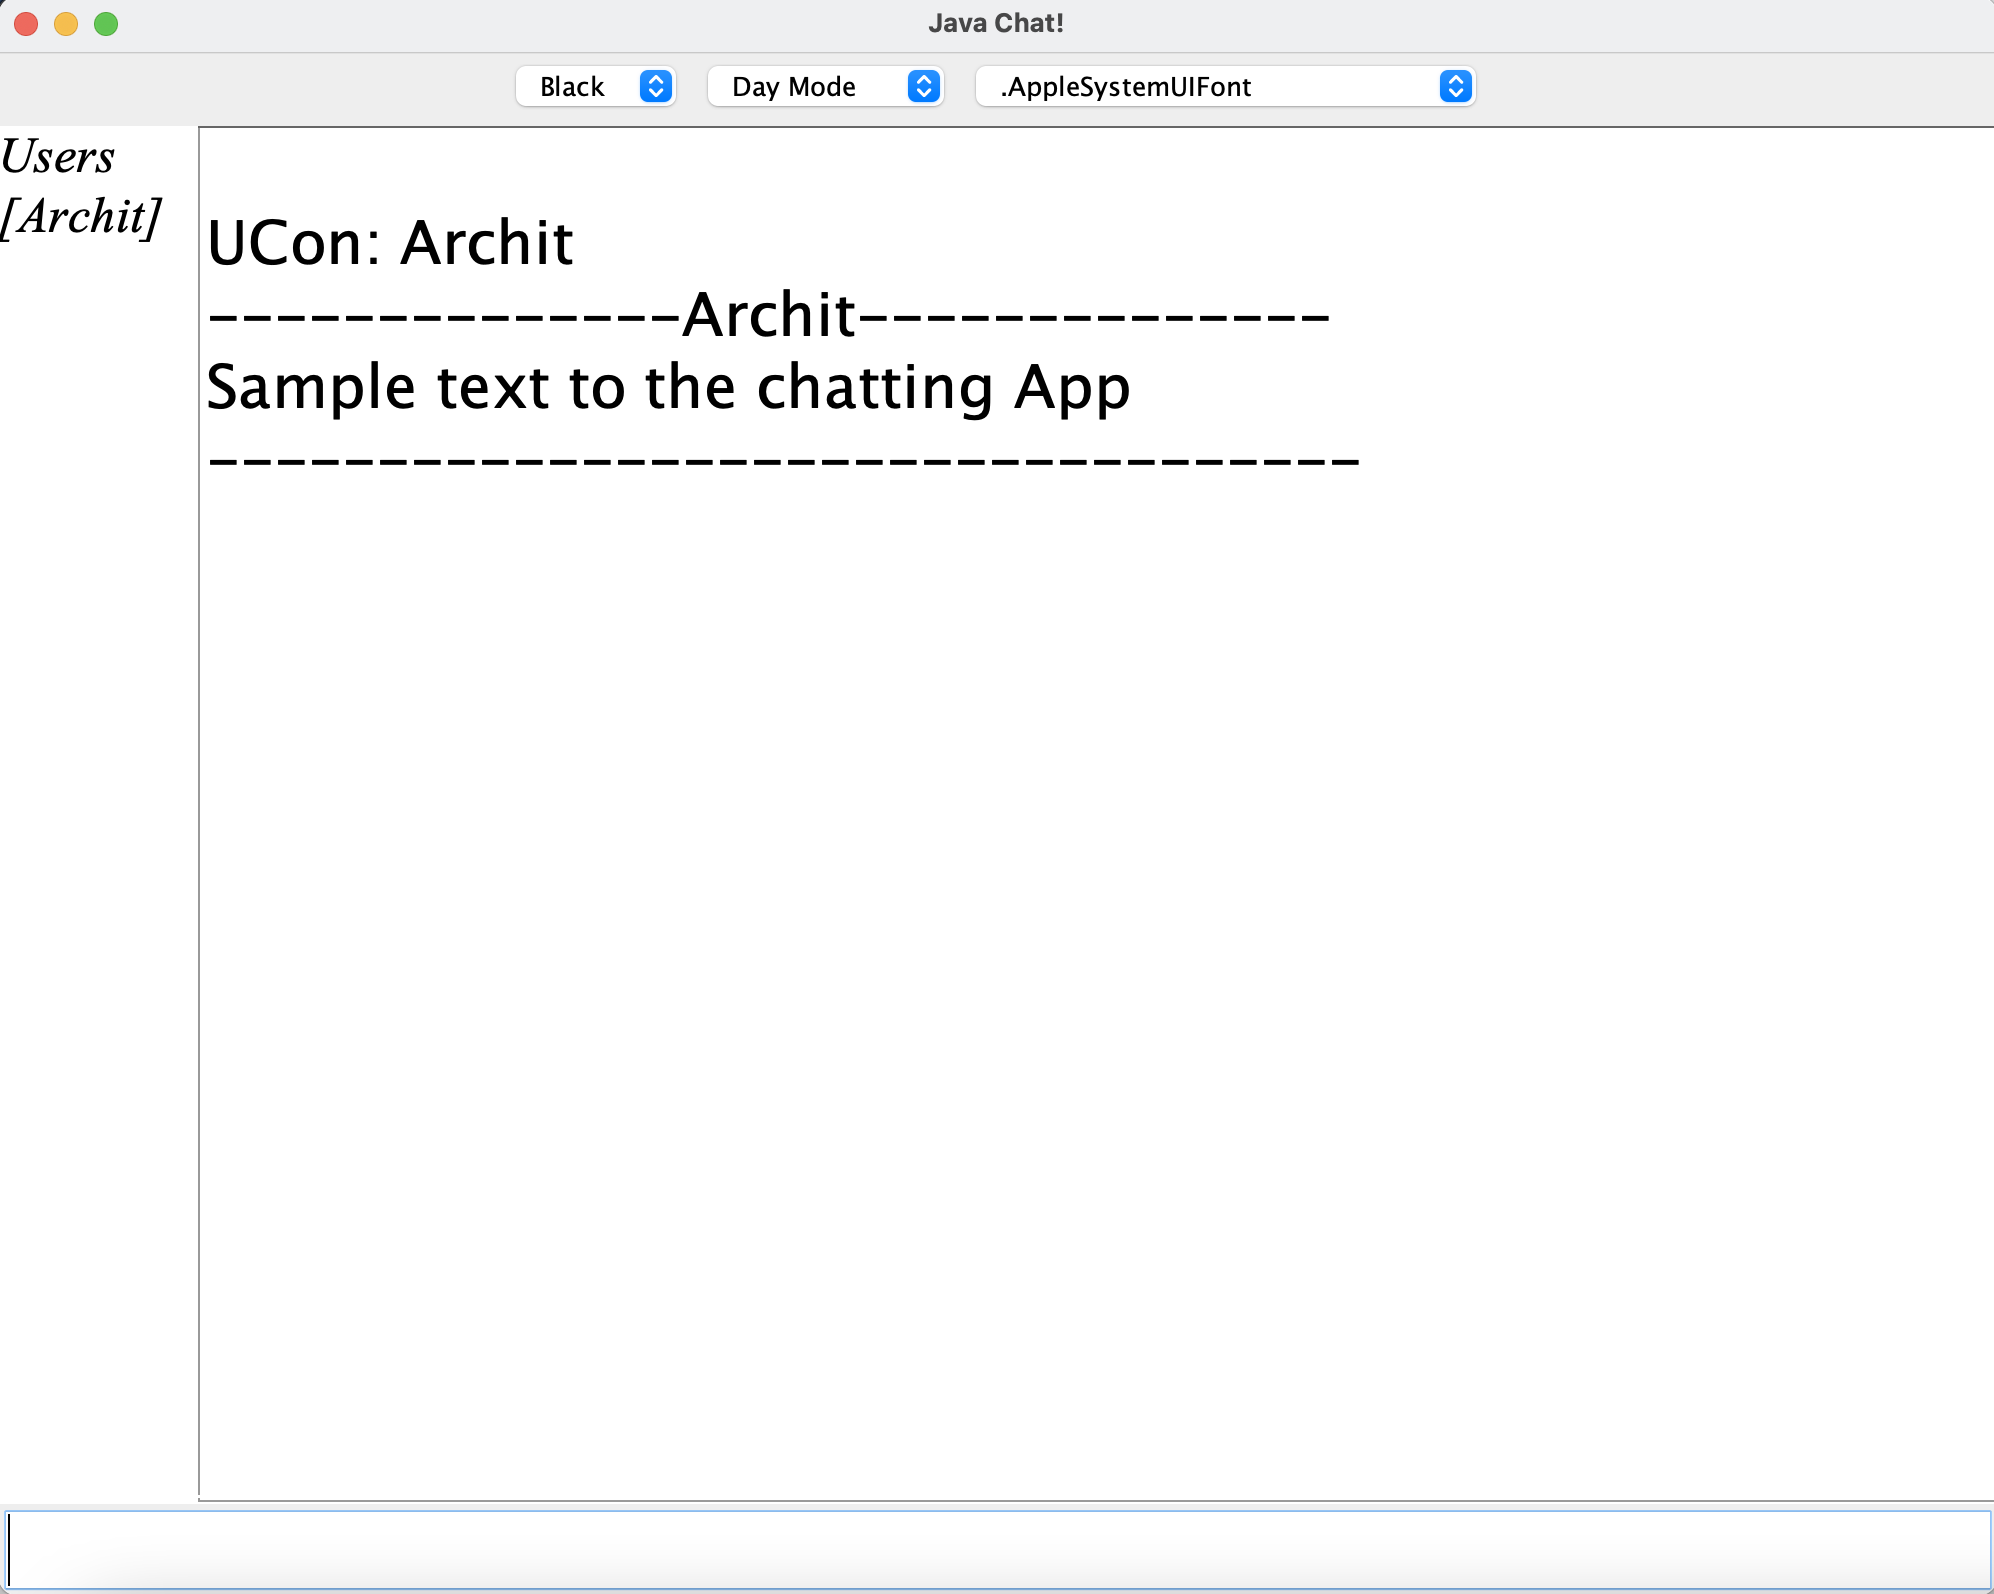 Java Chat!
Black Day Mode .AppleSystemUIFont
Users
[Archit]
UCon: Archit
--------------Archit--------------
Sample text to the chatting App
----------------------------------